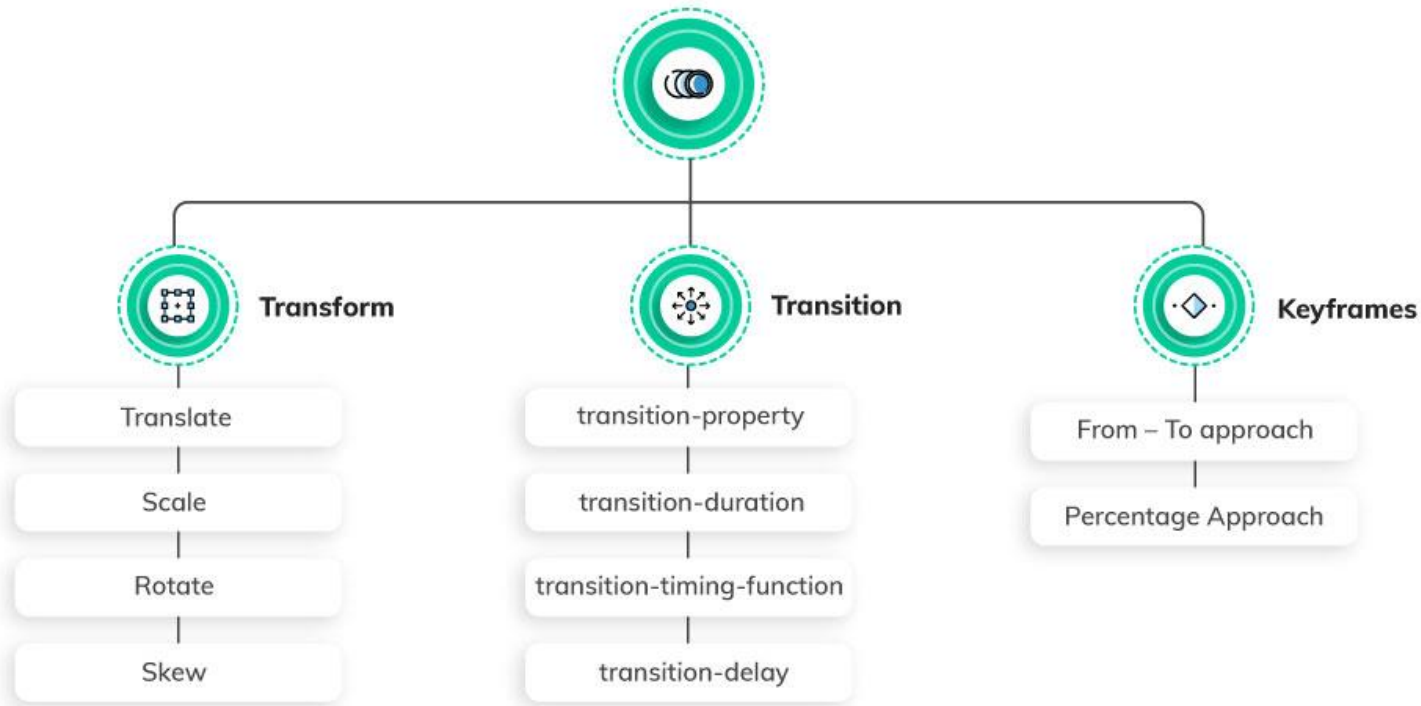 Transform
Translate
Scale
Rotate
Skew
Transition
transition-property
transition-duration
transition-timing-function
transition-delay
Keyframes
From – To approach
Percentage Approach